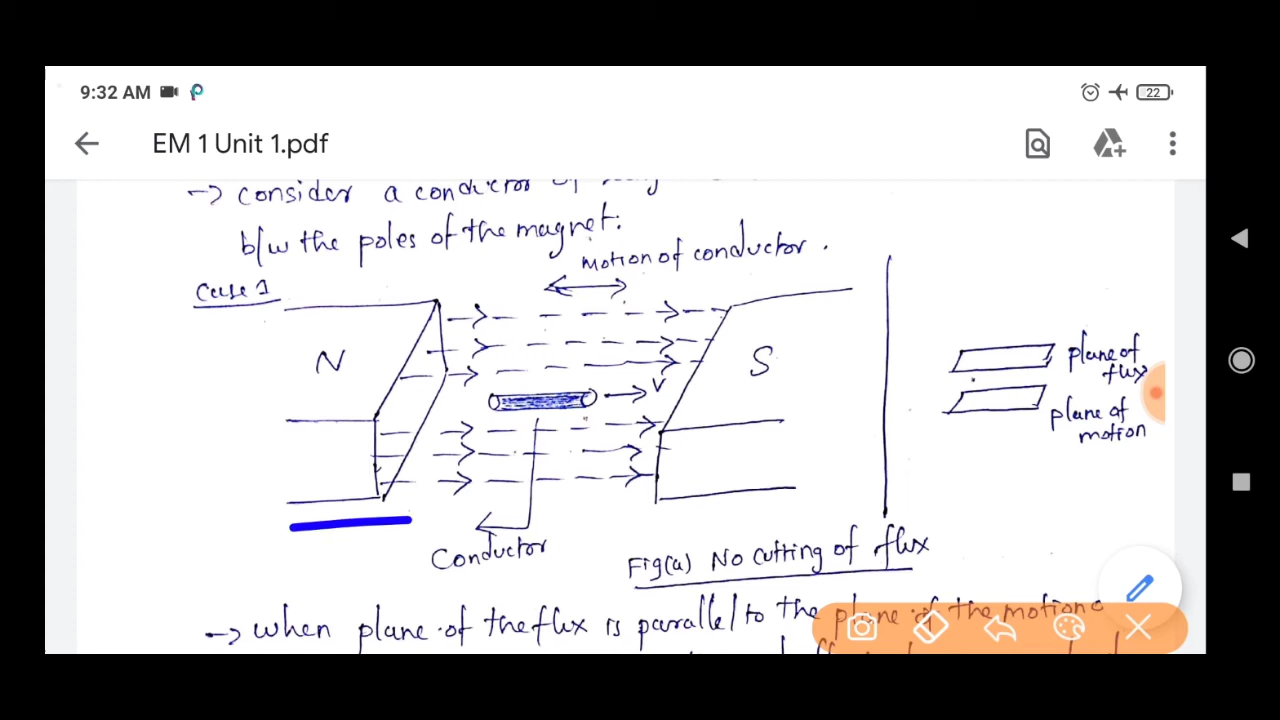 9:32 AM
22
EM 1 Unit 1.pdf
-> consider a conductor of
b/w the poles of the magnet:
motion of conductor.
Case 1
N
S
V
plane of
flux
plane of
motion
Conductor
Fig(a) No cutting of flux
-> when plane of the flux is parallel to the plane of the motion